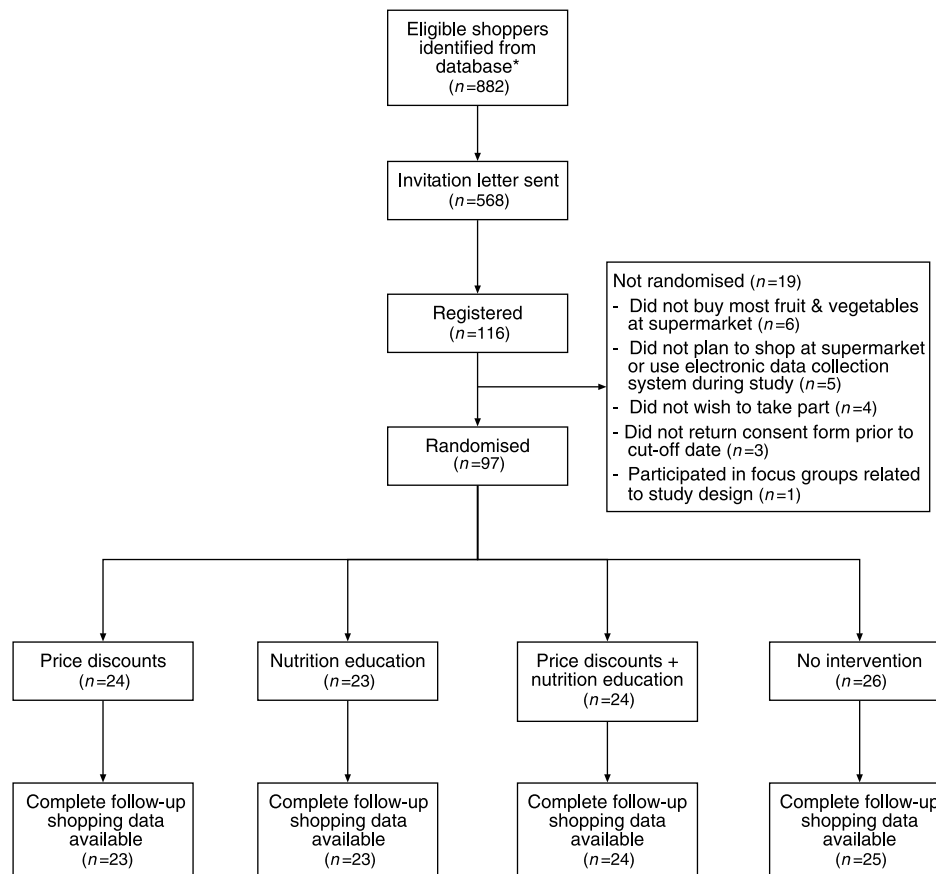 Eligible shoppers
identified from
database*
(n=882)
Invitation letter sent
(n=568)
Registered
(n=116)
Not randomised (n=19)
- Did not buy most fruit & vegetables
at supermarket (n=6)
- Did not plan to shop at supermarket
or use electronic data collection
system during study (n=5)
- Did not wish to take part (n=4)
- Did not return consent form prior to
cut-off date (n=3)
- Participated in focus groups related
to study design (n=1)
Randomised
(n=97)
Price discounts
(n=24)
Nutrition education
(n=23)
Price discounts +
nutrition education
(n=24)
No intervention
(n=26)
Complete follow-up
shopping data
available
(n=23)
Complete follow-up
shopping data
available
(n=23)
Complete follow-up
shopping data
available
(n=24)
Complete follow-up
shopping data
available
(n=25)